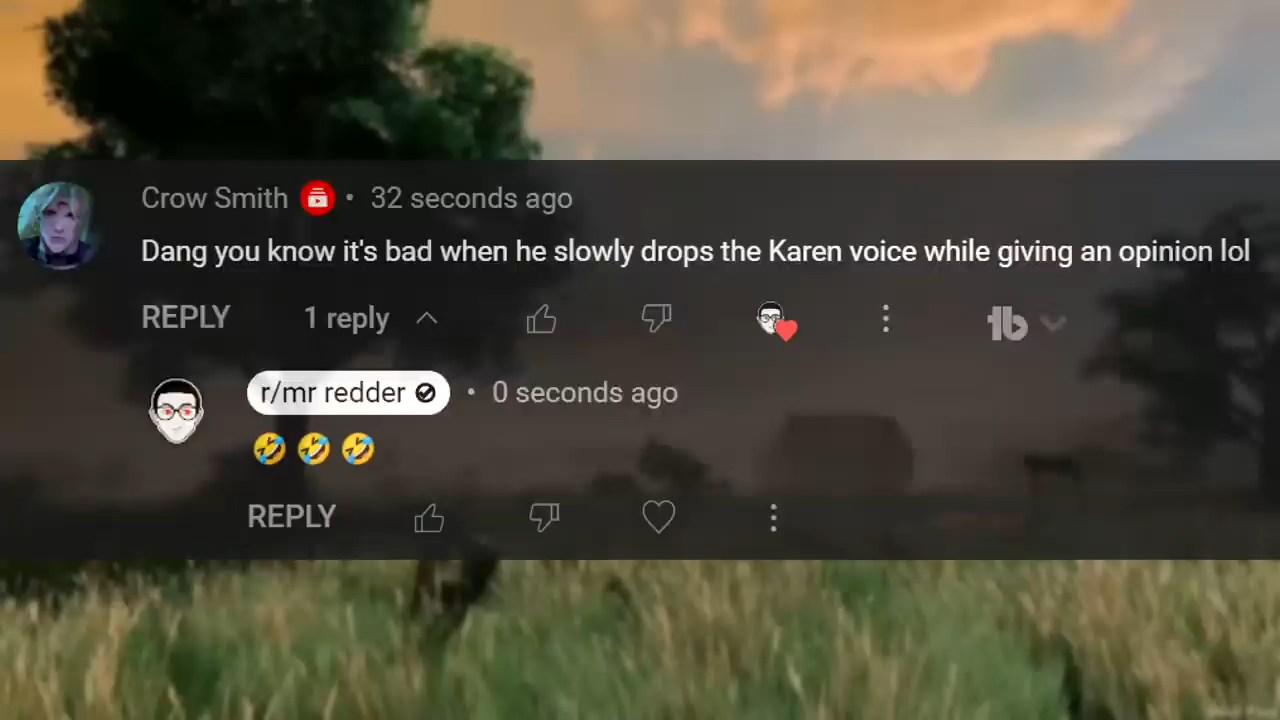 Crow Smith • 32 seconds ago
Dang you know it's bad when he slowly drops the Karen voice while giving an opinion lol
REPLY 1 reply
r/mr redder • 0 seconds ago
🤣 🤣 🤣
REPLY